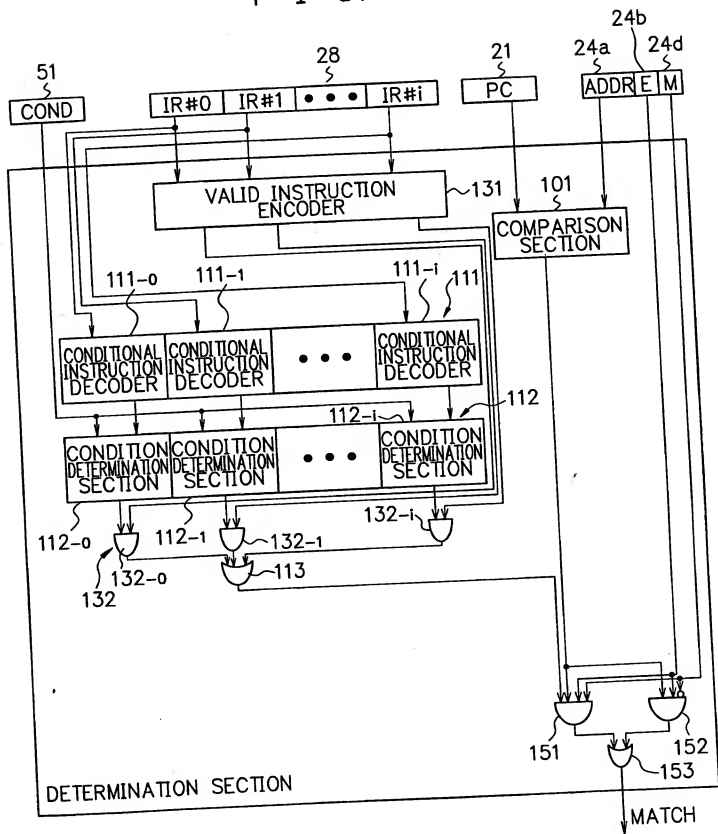 24b
51
28
21
24a
24d
COND
IR#0 IR#1 ••• IR#i
PC
ADDR E M
VALID INSTRUCTION
ENCODER
131
101
COMPARISON
SECTION
111-0
111-1
111-i
111
CONDITIONAL
INSTRUCTION
DECODER
CONDITIONAL
INSTRUCTION
DECODER
•••
CONDITIONAL
INSTRUCTION
DECODER
112-i
112
CONDITION
DETERMINATION
SECTION
CONDITION
DETERMINATION
SECTION
•••
CONDITION
DETERMINATION
SECTION
112-0
112-1
132-i
132
132-0
132-1
113
151
152
153
DETERMINATION SECTION
MATCH